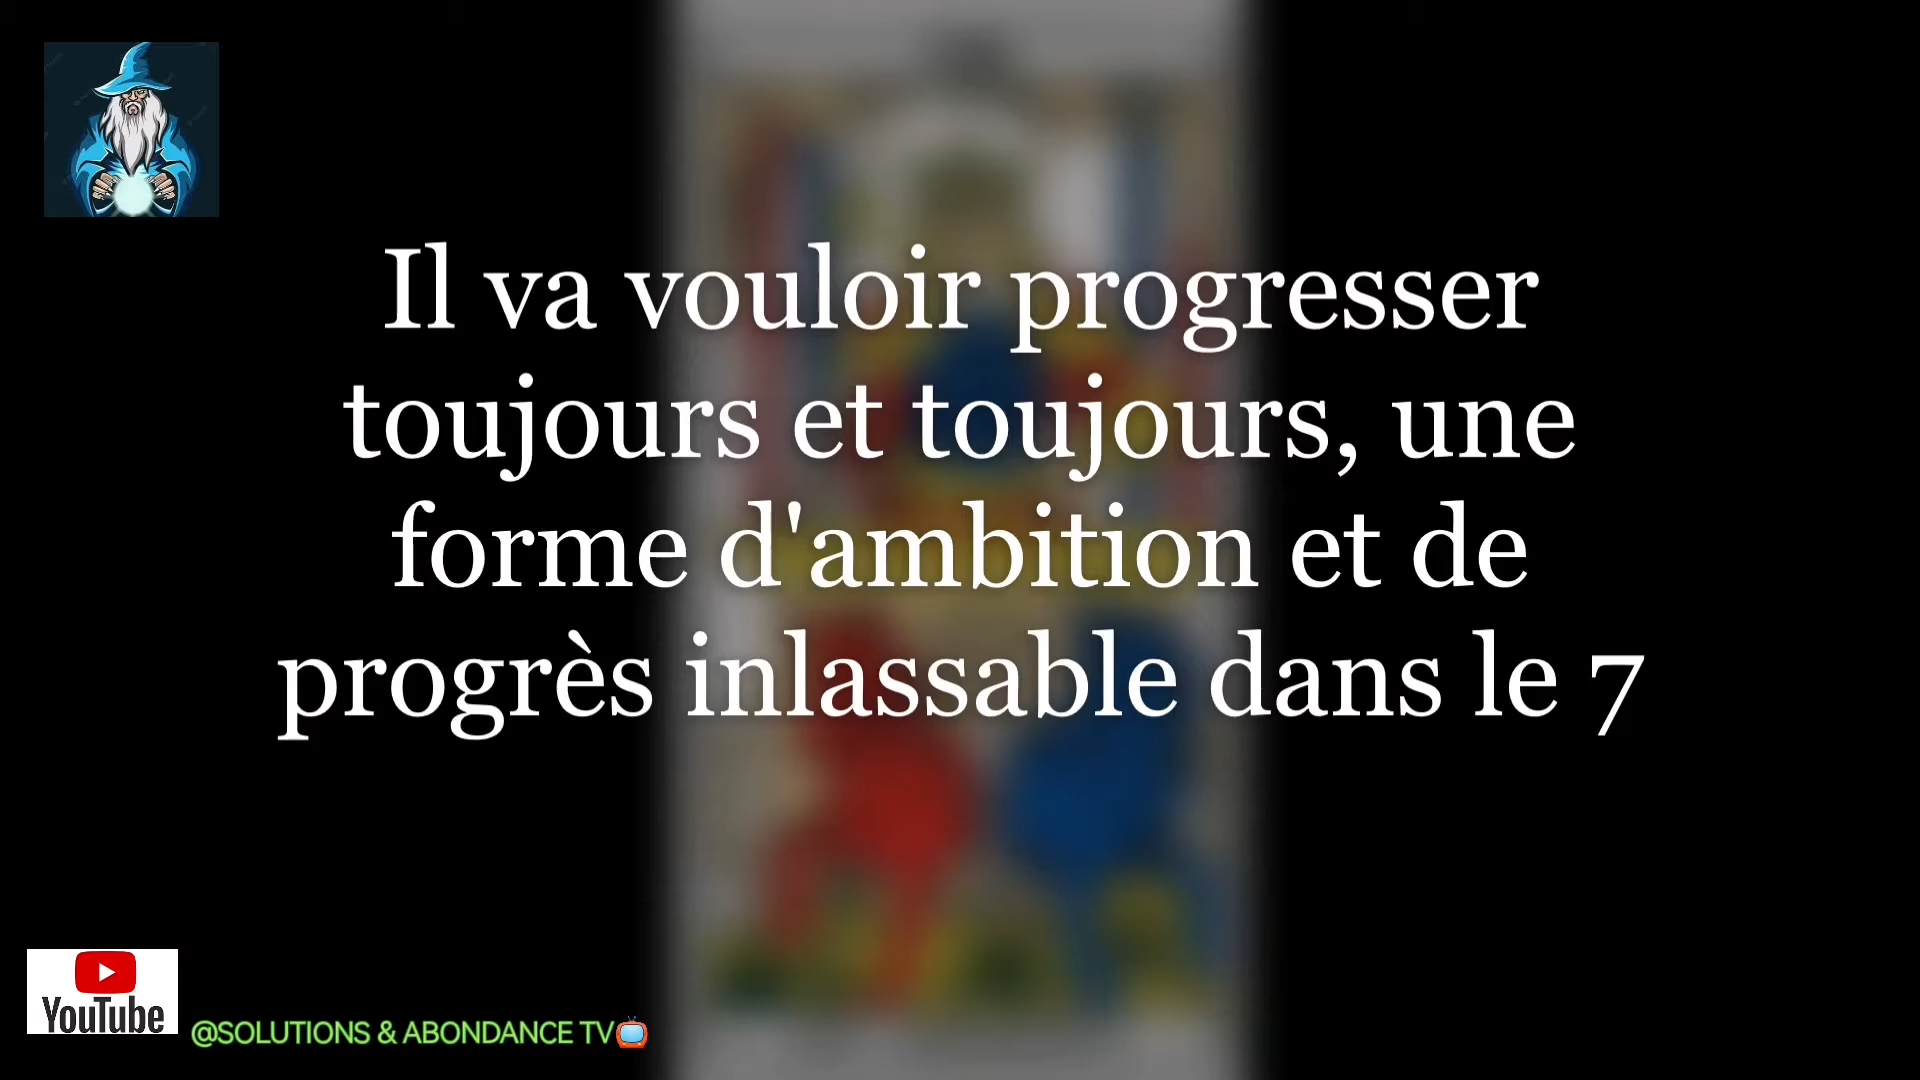 Il va vouloir progresser
toujours et toujours, une
forme d'ambition et de
progrès inlassable dans le 7
YouTube
@SOLUTIONS & ABONDANCE TV📺